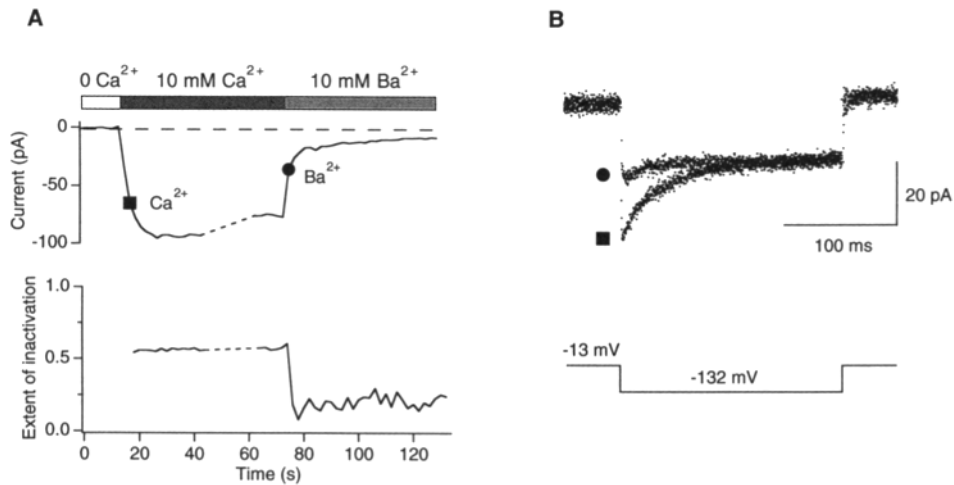 A
0 Ca²⁺ 10 mM Ca²⁺ 10 mM Ba²⁺
Current (pA)
0
-50
-100
Ca²⁺
Ba²⁺
Extent of inactivation
1.0
0.5
0.0
0 20 40 60 80 100 120
Time (s)
B
20 pA
100 ms
-13 mV
-132 mV